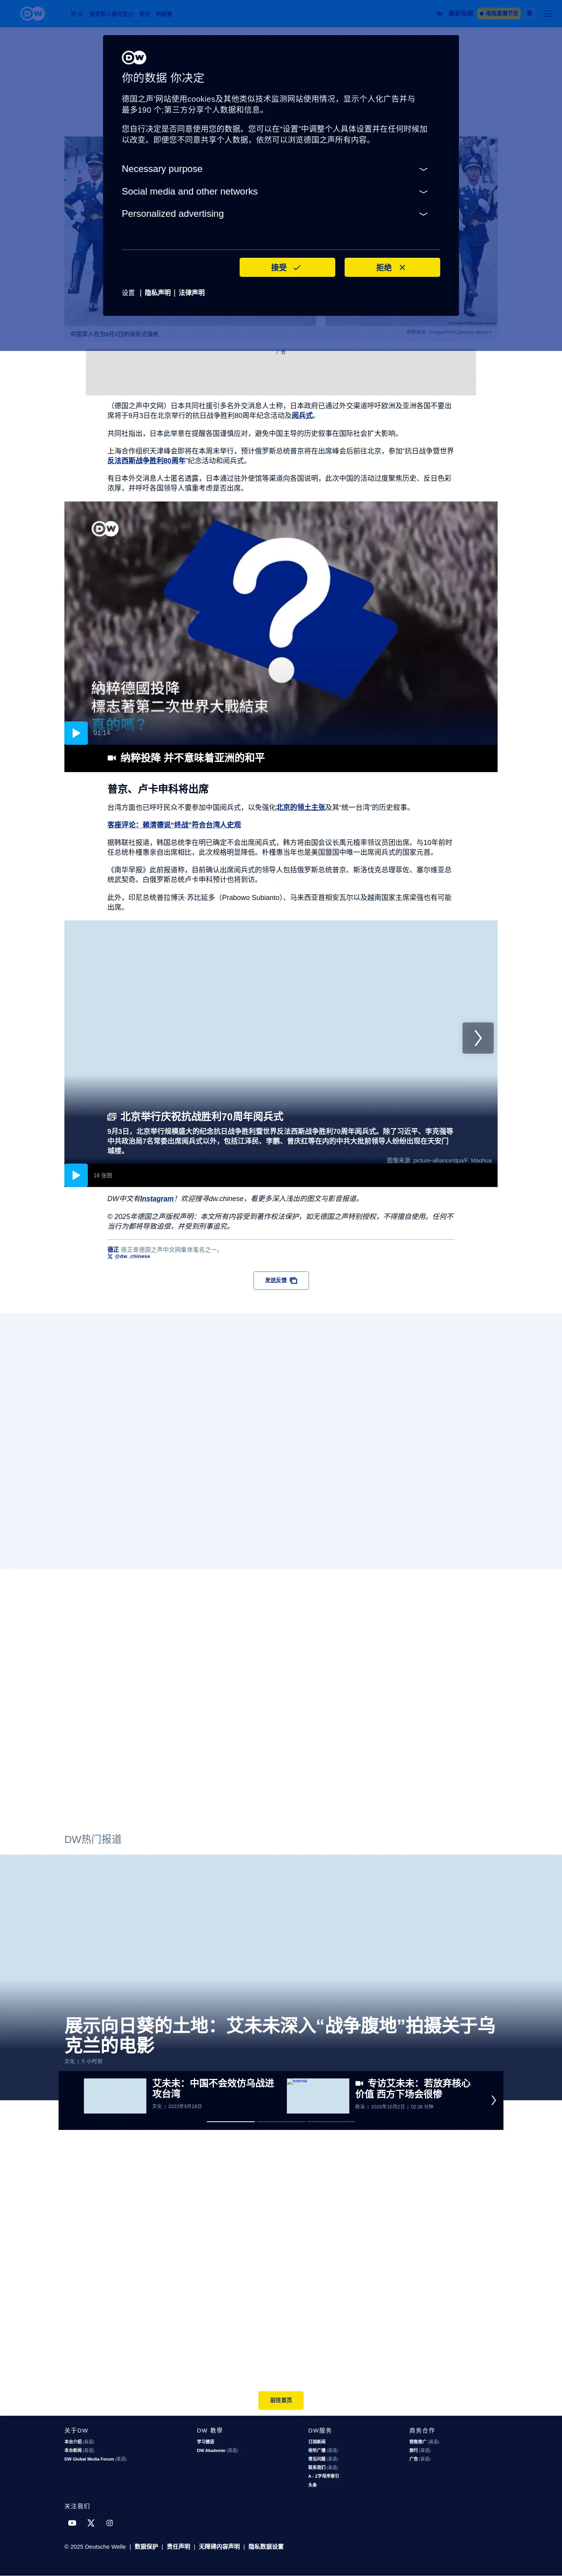 DW
你的数据 你决定
德国之声'网站使用cookies及其他类似技术监测网站使用情况，显示个人化广告并与
最多190 个;第三方分享个人数据和信息。
您自行决定是否同意使用您的数据。您可以在“设置”中调整个人具体设置并在任何时候加
以改变。即便您不同意共享个人数据，依然可以浏览德国之声所有内容。
Necessary purpose
Social media and other networks
Personalized advertising
接受
拒绝
设置 | 隐私声明 | 法律声明
中国军人在为9月3日的阅兵式操练
广告
（德国之声中文网）日本共同社援引多名外交消息人士称，日本政府已通过外交渠道呼吁欧洲及亚洲各国不要出
席将于9月3日在北京举行的抗日战争胜利80周年纪念活动及阅兵式。
共同社指出，日本此举意在提醒各国谨慎应对，避免中国主导的历史叙事在国际社会扩大影响。
上海合作组织天津峰会即将在本周末举行，预计俄罗斯总统普京将在出席峰会后前往北京，参加“抗日战争暨世界
反法西斯战争胜利80周年”纪念活动和阅兵式。
有日本外交消息人士匿名透露，日本通过驻外使馆等渠道向各国说明，此次中国的活动过度聚焦历史、反日色彩
浓厚，并呼吁各国领导人慎重考虑是否出席。
DW
納粹德國投降
標志著第二次世界大戰結束
真的嗎?
01:14
纳粹投降 并不意味着亚洲的和平
普京、卢卡申科将出席
台湾方面也已呼吁民众不要参加中国阅兵式，以免强化北京的领土主张及其“统一台湾”的历史叙事。
客座评论：赖清德说“终战”符合台湾人史观
据韩联社报道，韩国总统李在明已确定不会出席阅兵式，韩方将由国会议长禹元植率领议员团出席。与10年前时
任总统朴槿惠亲自出席相比，此次规格明显降低。朴槿惠当年也是美国盟国中唯一出席阅兵式的国家元首。
《南华早报》此前报道称，目前确认出席阅兵式的领导人包括俄罗斯总统普京、斯洛伐克总理菲佐、塞尔维亚总
统武契奇。白俄罗斯总统卢卡申科预计也将到访。
此外，印尼总统普拉博沃·苏比延多（Prabowo Subianto）、马来西亚首相安瓦尔以及越南国家主席梁强也有可能
出席。
北京举行庆祝抗战胜利70周年阅兵式
9月3日，北京举行规模盛大的纪念抗日战争胜利暨世界反法西斯战争胜利70周年阅兵式。除了习近平、李克强等
中共政治局7名常委出席阅兵式以外，包括江泽民、李鹏、曾庆红等在内的中共大批前领导人纷纷出现在天安门
城楼。
图像来源: picture-alliance/dpa/F. Maohua
16 张图
DW中文有Instagram！欢迎搜寻dw.chinese，看更多深入浅出的图文与影音报道。
© 2025年德国之声版权声明：本文所有内容受到著作权法保护，如无德国之声特别授权，不得擅自使用。任何不
当行为都将导致追偿，并受到刑事追究。
德正 德正是德国之声中文网集体笔名之一。
@dw_chinese
发送反馈
DW热门报道
展示向日葵的土地：艾未未深入“战争腹地”拍摄关于乌
克兰的电影
文化 | 5 小时前
艾未未：中国不会效仿乌战进
攻台湾
文化 | 2023年9月18日
external
专访艾未未：若放弃核心
价值 西方下场会很惨
政治 | 2020年10月2日 | 02:36 分钟
前往首页
关于DW
本台介绍 (英语)
本台新闻 (英语)
DW Global Media Forum (英语)
DW 教學
学习德语
DW Akademie (英语)
DW服务
订阅新闻
收听广播 (英语)
常见问题 (英语)
联系我们 (英语)
A - Z字母序索引
头条
商务合作
销售推广 (英语)
旅行 (英语)
广告 (英语)
关注我们
© 2025 Deutsche Welle | 数据保护 | 责任声明 | 无障碍内容声明 | 隐私数据设置